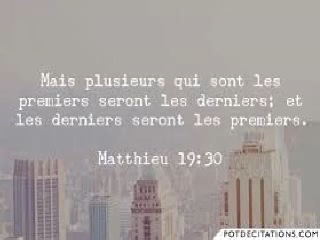 Mais plusieurs qui sont les
premiers seront les derniers; et
les derniers seront les premiers.
Matthieu 19:30
POTDECITATIONS.COM